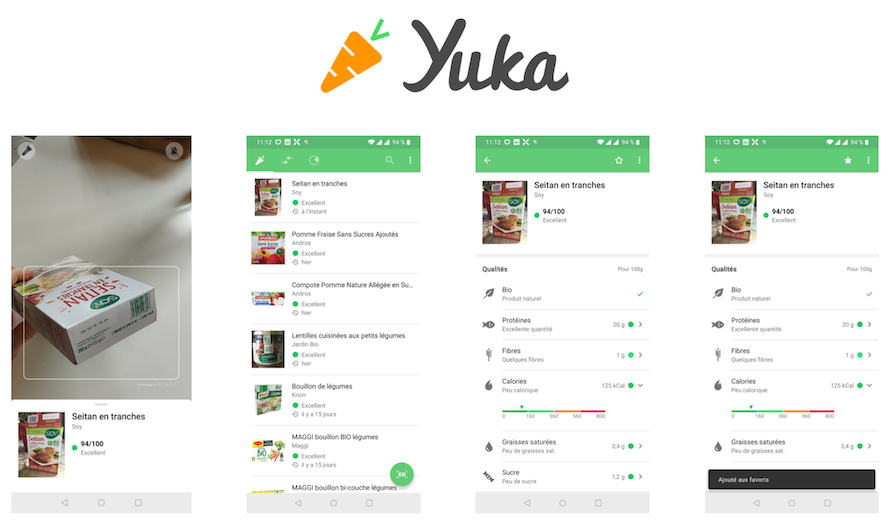 Yuka
SEITAN
EN TRANCHES
SOY
Seitan en tranches
Soy
94/100
Excellent
11:12
94 %
Seitan en tranches
Soy
Excellent
à l'instant
Pomme Fraise Sans Sucres Ajoutés
Andros
Excellent
hier
Compote Pomme Nature Allégée en Su...
Andros
Excellent
hier
Lentilles cuisinées aux petits légumes
Jardin Bio
Excellent
hier
Bouillon de légumes
Knorr
Excellent
il y a 15 jours
MAGGI bouillon BIO légumes
Maggi
Excellent
il y a 15 jours
MAGGI bouillon bi-couche légumes
11:12
94 %
Seitan en tranches
Soy
94/100
Excellent
Qualités
Pour 100g
Bio
Produit naturel
Protéines
Excellente quantité
20 g
Fibres
Quelques fibres
1 g
Calories
Peu calorique
125 kCal
0 160 360 560 800
Graisses saturées
Peu de graisses sat.
0,4 g
Sucre
Peu de sucre
1,2 g
11:12
94 %
Seitan en tranches
Soy
94/100
Excellent
Qualités
Pour 100g
Bio
Produit naturel
Protéines
Excellente quantité
20 g
Fibres
Quelques fibres
1 g
Calories
Peu calorique
125 kCal
0 160 360 560 800
Graisses saturées
Peu de graisses sat.
0,4 g
Ajouté aux favoris